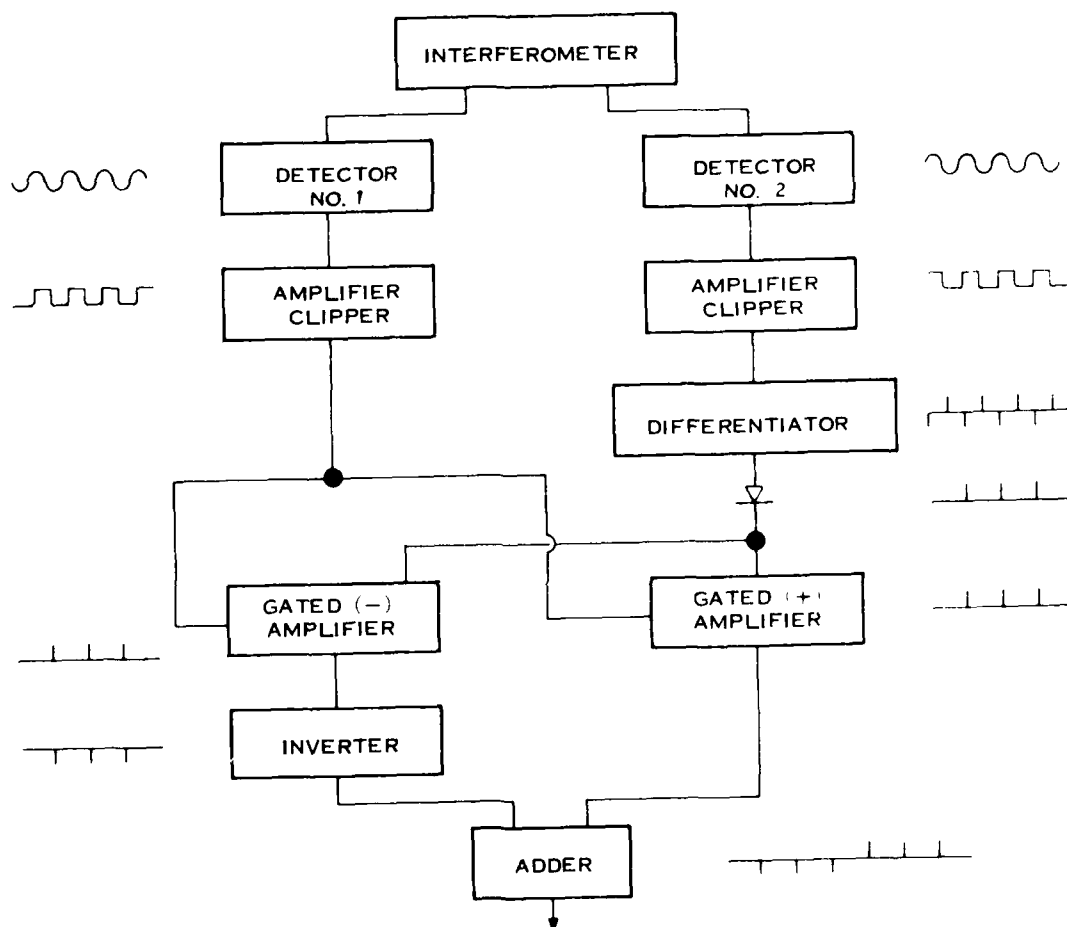 INTERFEROMETER
DETECTOR
NO. 1
DETECTOR
NO. 2
AMPLIFIER
CLIPPER
AMPLIFIER
CLIPPER
DIFFERENTIATOR
GATED (−)
AMPLIFIER
GATED (+)
AMPLIFIER
INVERTER
ADDER